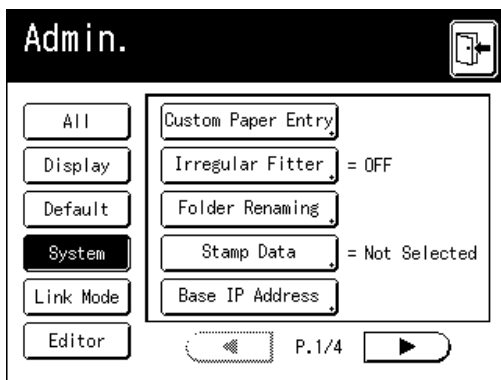 Admin.
All
Display
Default
System
Link Mode
Editor
Custom Paper Entry
Irregular Fitter = OFF
Folder Renaming
Stamp Data = Not Selected
Base IP Address
P.1/4